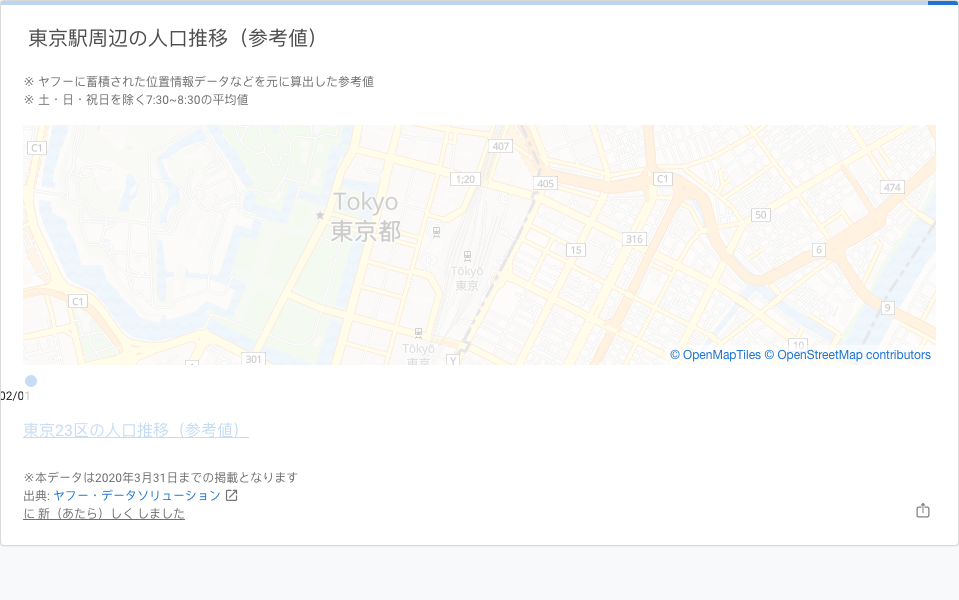 東京駅周辺の人口推移（参考値）
※ ヤフーに蓄積された位置情報データなどを元に算出した参考値
※ 土・日・祝日を除く7:30~8:30の平均値
C1
407
1;20
405
C1
474
Tokyo
東京都
50
316
15
6
Tōkyō
東京
C1
9
10
301
Tōkyō
東京
Y
© OpenMapTiles © OpenStreetMap contributors
02/01
東京23区の人口推移（参考値）
※本データは2020年3月31日までの掲載となります
出典: ヤフー・データソリューション
に 新（あたら）しく しました